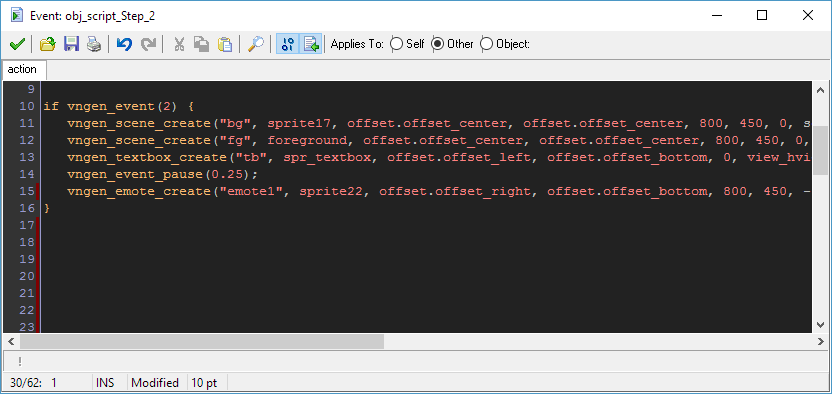 Event: obj_script_Step_2
Applies To: Self Other Object:
action
9
10 if vngen_event(2) {
11 vngen_scene_create("bg", sprite17, offset.offset_center, offset.offset_center, 800, 450, 0, s
12 vngen_scene_create("fg", foreground, offset.offset_center, offset.offset_center, 800, 450, 0,
13 vngen_textbox_create("tb", spr_textbox, offset.offset_left, offset.offset_bottom, 0, view_hvi
14 vngen_event_pause(0.25);
15 vngen_emote_create("emote1", sprite22, offset.offset_right, offset.offset_bottom, 800, 450, -
16 }
17
18
19
20
21
22
23
!
30/62: 1 INS Modified 10 pt